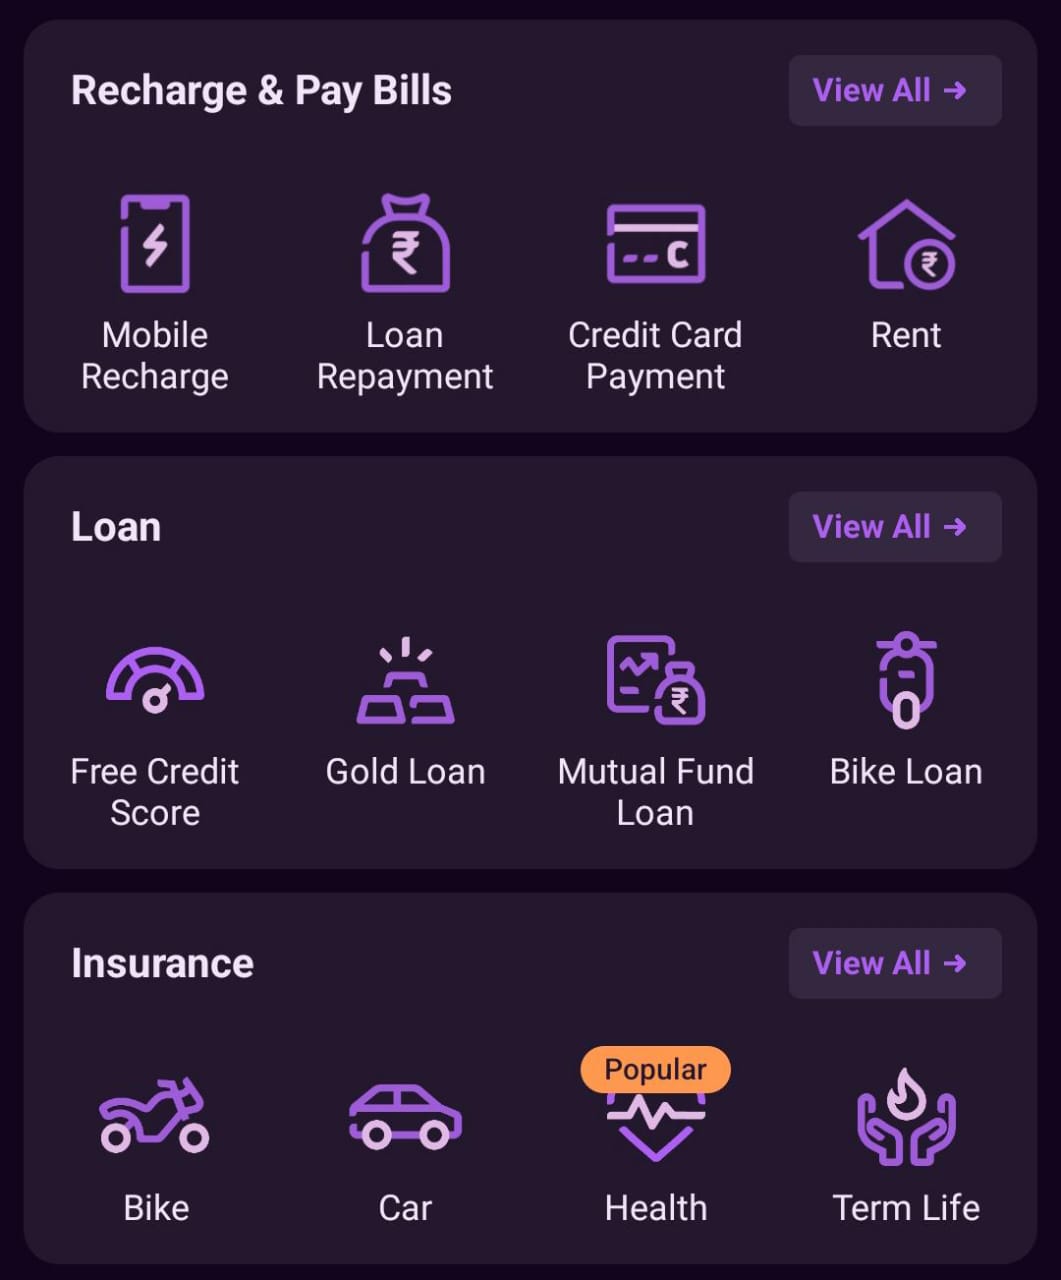 Recharge & Pay Bills
View All →
Mobile
Recharge
Loan
Repayment
Credit Card
Payment
Rent
Loan
View All →
Free Credit
Score
Gold Loan
Mutual Fund
Loan
Bike Loan
Insurance
View All →
Popular
Bike
Car
Health
Term Life